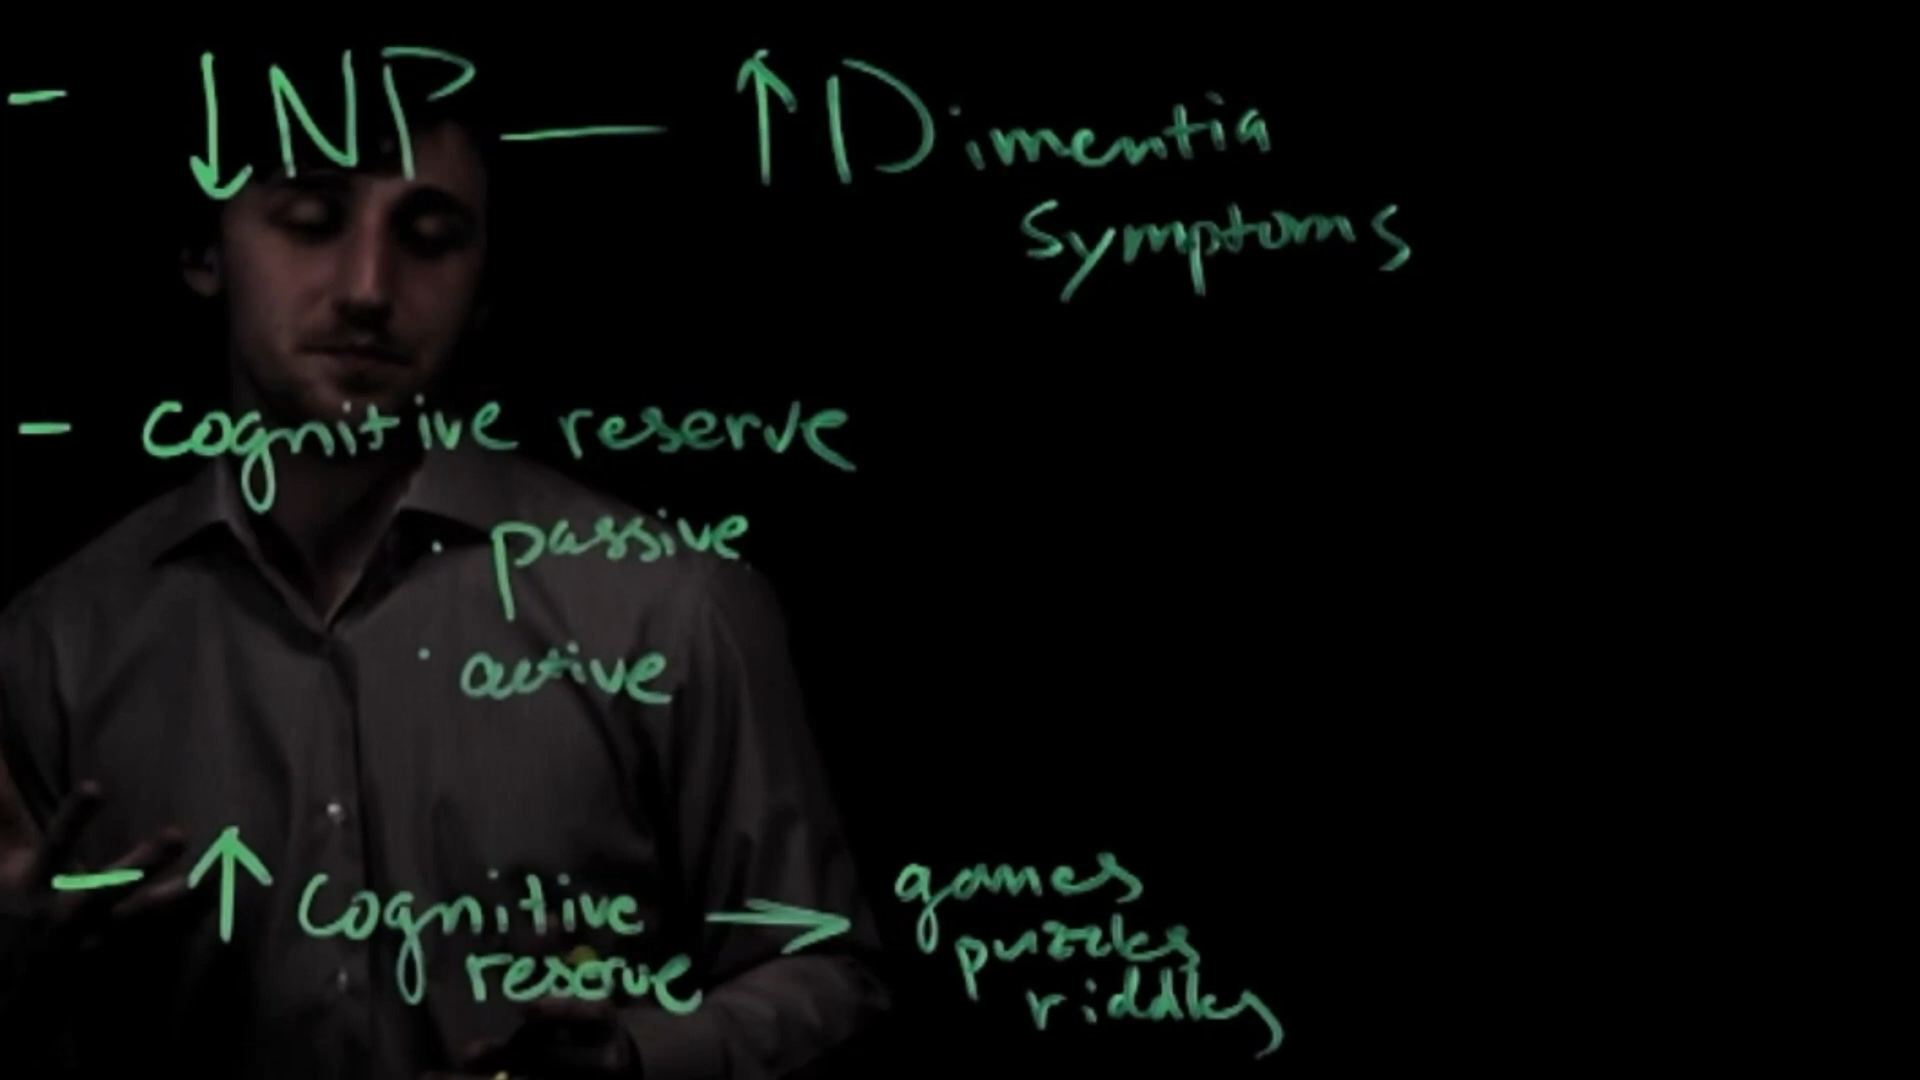 - ↓ NP — ↑ Dimentia
symptoms
- cognitive reserve
· passive
· active
- ↑ cognitive → games
reserve puzzles
riddles